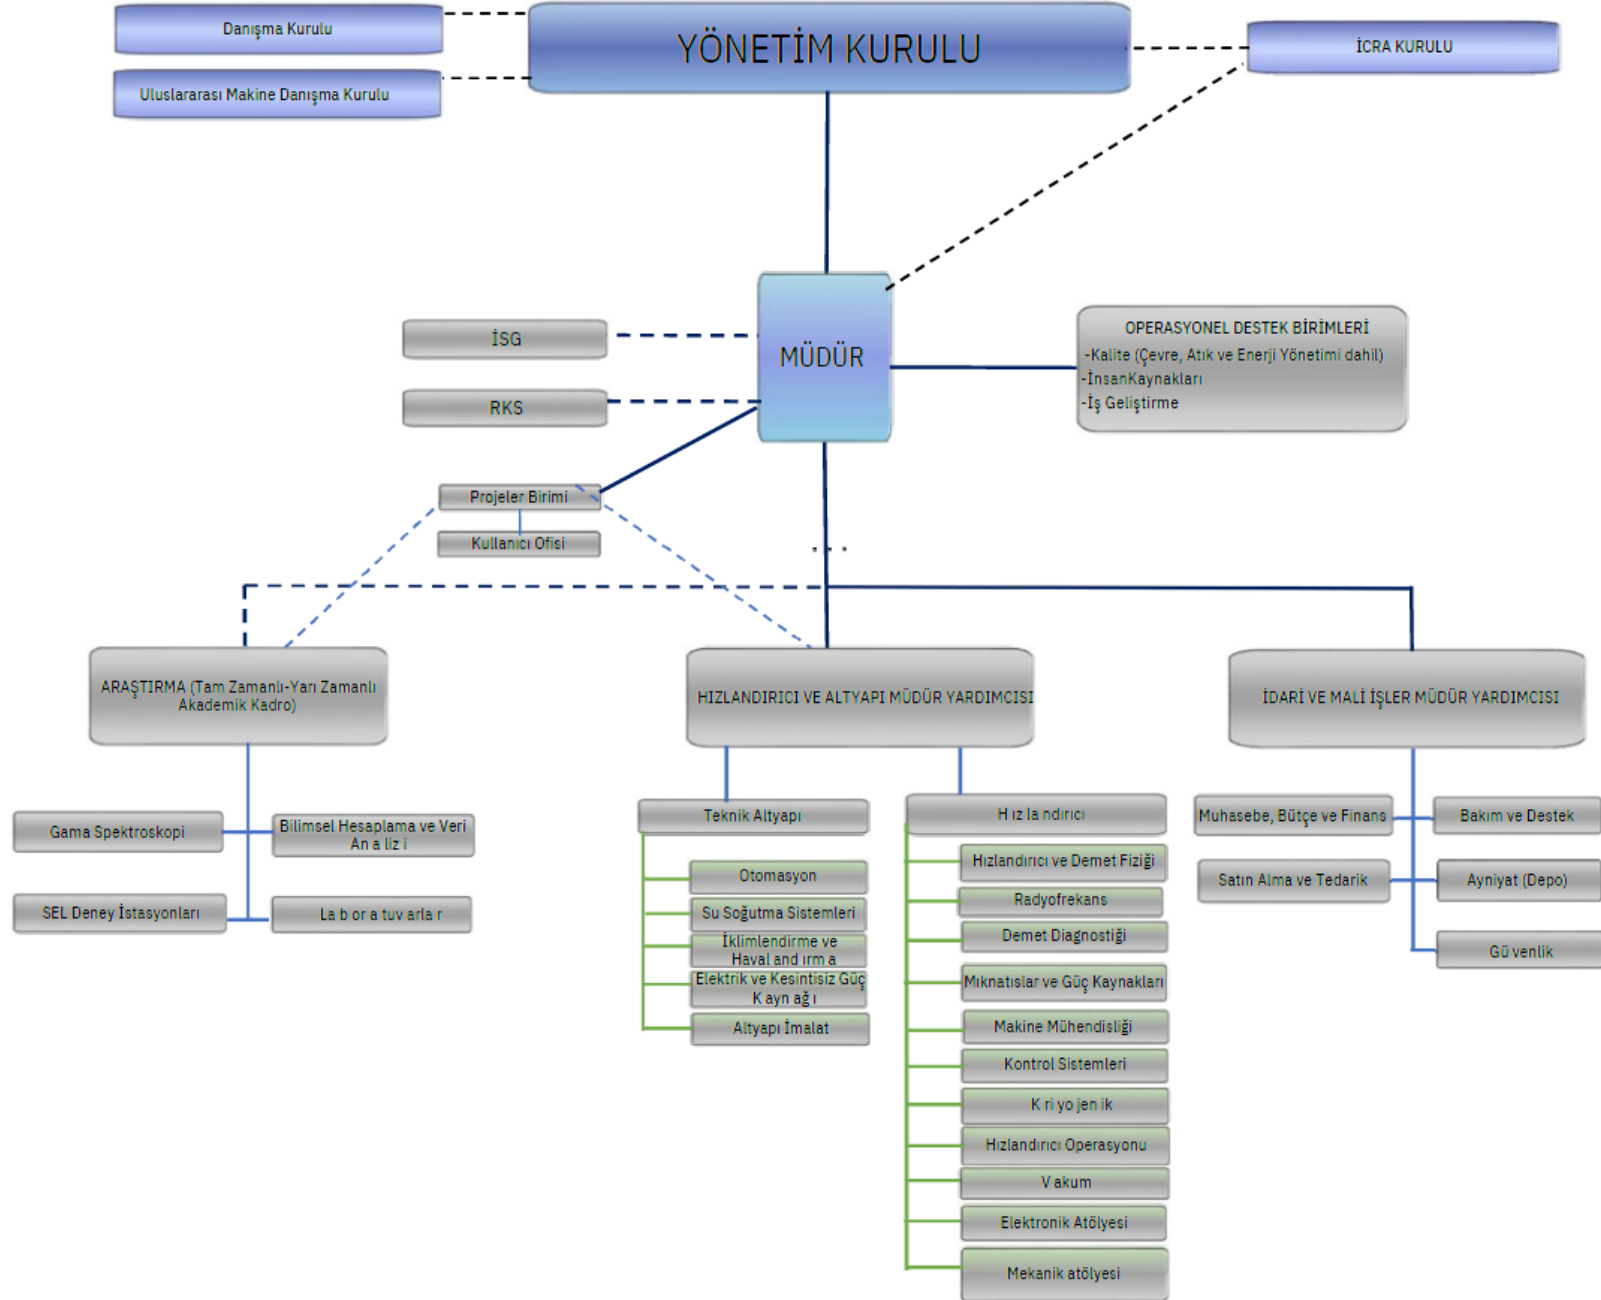 Danışma Kurulu
YÖNETİM KURULU
İCRA KURULU
Uluslararası Makine Danışma Kurulu
İSG
MÜDÜR
OPERASYONEL DESTEK BİRİMLERİ
-Kalite (Çevre, Atık ve Enerji Yönetimi dahil)
-İnsanKaynakları
-İş Geliştirme
RKS
Projeler Birimi
Kullanıcı Ofisi
...
ARAŞTIRMA (Tam Zamanlı-Yarı Zamanlı
Akademik Kadro)
HIZLANDIRICI VE ALTYAPI MÜDÜR YARDIMCISI
İDARİ VE MALİ İŞLER MÜDÜR YARDIMCISI
Gama Spektroskopi
Bilimsel Hesaplama ve Veri
An a liz i
SEL Deney İstasyonları
La b or a tuv arla r
Teknik Altyapı
Otomasyon
Su Soğutma Sistemleri
İklimlendirme ve
Haval and ırm a
Elektrik ve Kesintisiz Güç
K ayn ağ ı
Altyapı İmalat
H ız la ndırıcı
Hızlandırıcı ve Demet Fiziği
Radyofrekans
Demet Diagnostiği
Mıknatıslar ve Güç Kaynakları
Makine Mühendisliği
Kontrol Sistemleri
K ri yo jen ik
Hızlandırıcı Operasyonu
V akum
Elektronik Atölyesi
Mekanik atölyesi
Muhasebe, Bütçe ve Finans
Bakım ve Destek
Satın Alma ve Tedarik
Ayniyat (Depo)
Gü venlik